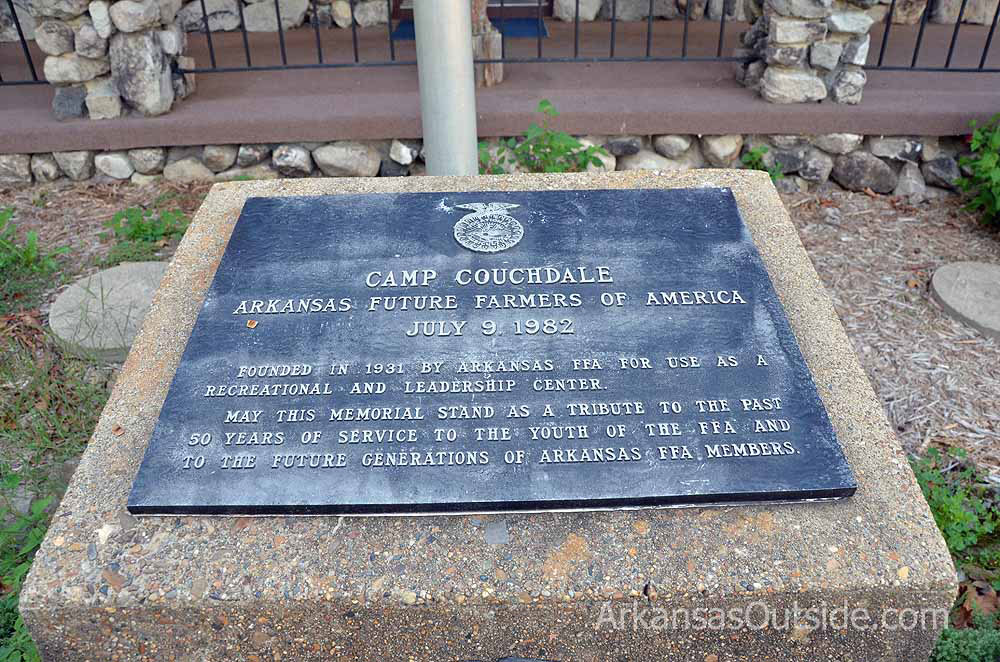 CAMP COUCHDALE
ARKANSAS FUTURE FARMERS OF AMERICA
JULY 9, 1982
FOUNDED IN 1931 BY ARKANSAS FFA FOR USE AS A
RECREATIONAL AND LEADERSHIP CENTER.
MAY THIS MEMORIAL STAND AS A TRIBUTE TO THE PAST
50 YEARS OF SERVICE TO THE YOUTH OF THE FFA AND
TO THE FUTURE GENERATIONS OF ARKANSAS FFA MEMBERS.
ArkansasOutside.com